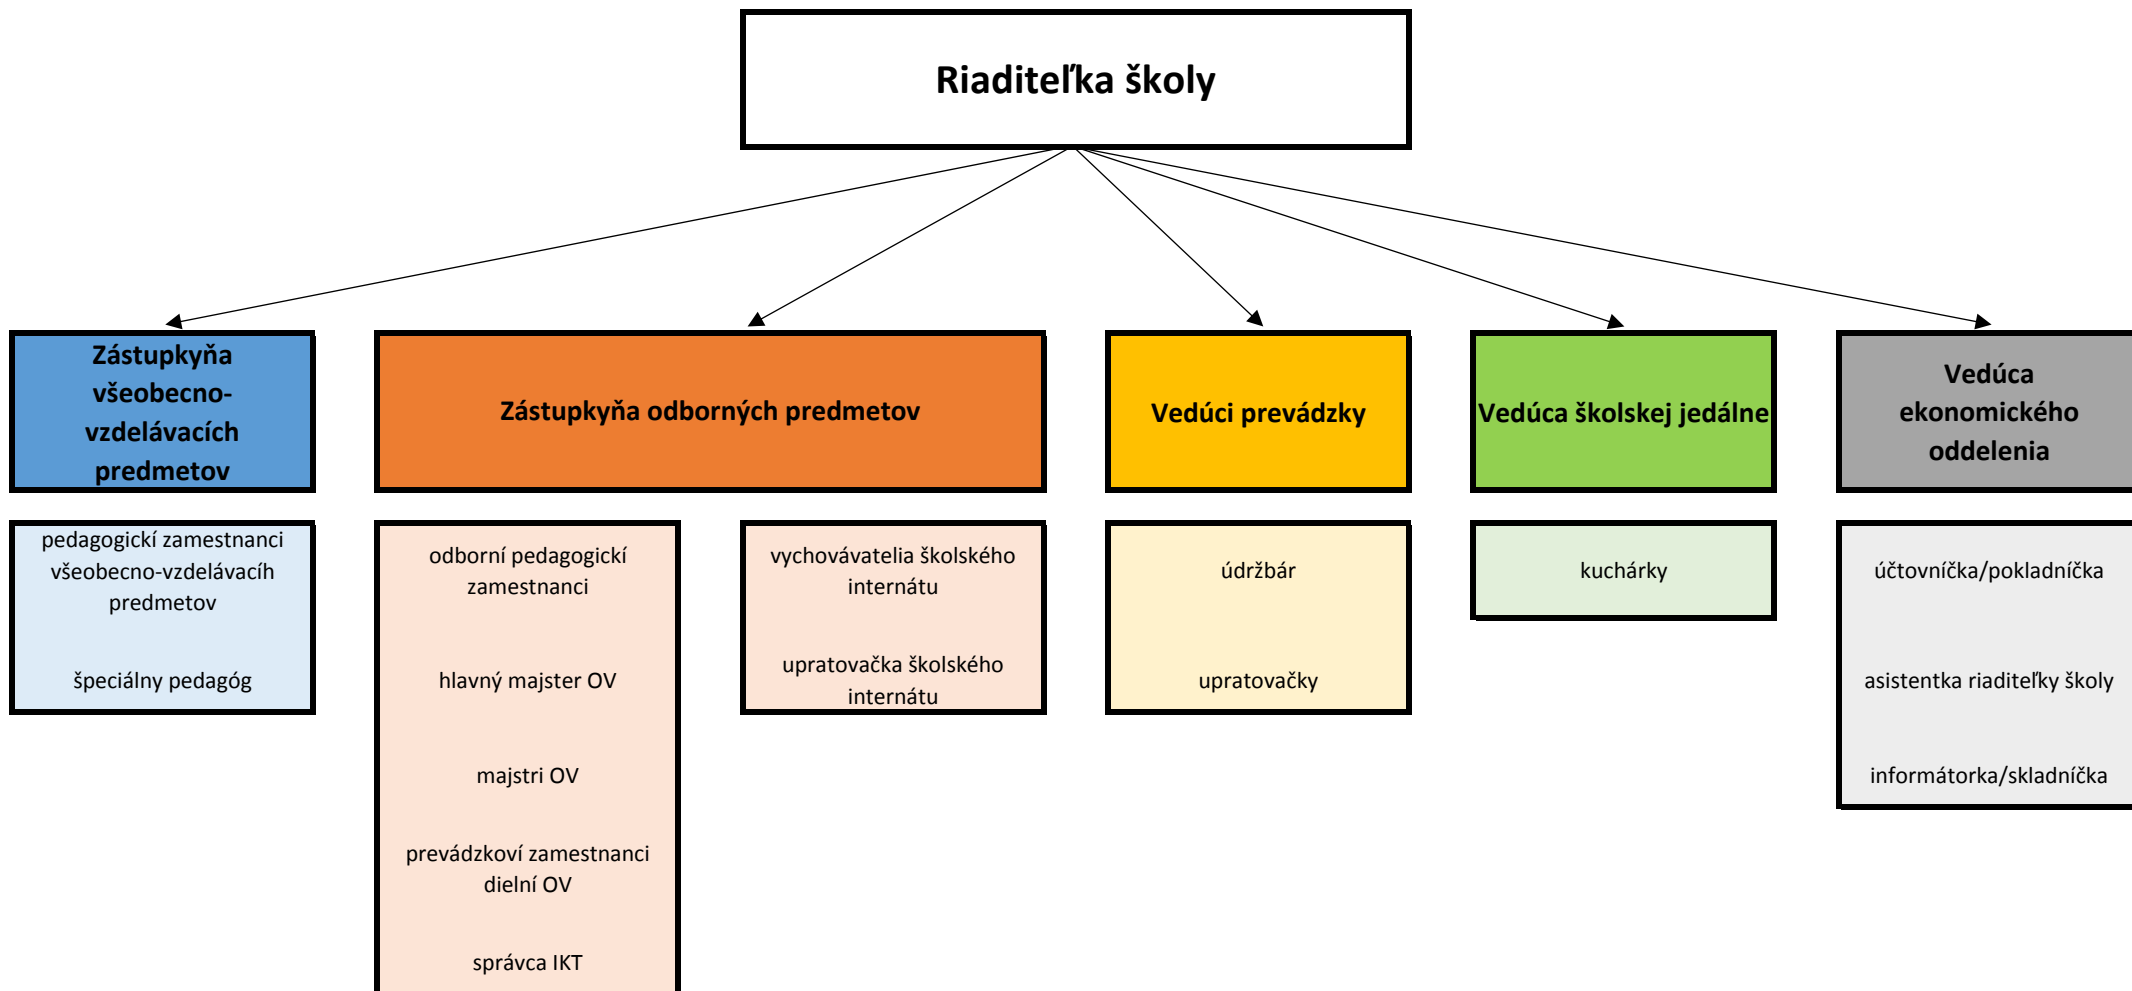 Riaditeľka školy
Zástupkyňa
všeobecno-
vzdelávacích
predmetov
Zástupkyňa odborných predmetov
Vedúci prevádzky
Vedúca školskej jedálne
Vedúca
ekonomického
oddelenia
pedagogickí zamestnanci
všeobecno-vzdelávacíh
predmetov
špeciálny pedagóg
odborní pedagogickí
zamestnanci
hlavný majster OV
majstri OV
prevádzkoví zamestnanci
dielní OV
správca IKT
vychovávatelia školského
internátu
upratovačka školského
internátu
údržbár
upratovačky
kuchárky
účtovníčka/pokladníčka
asistentka riaditeľky školy
informátorka/skladníčka